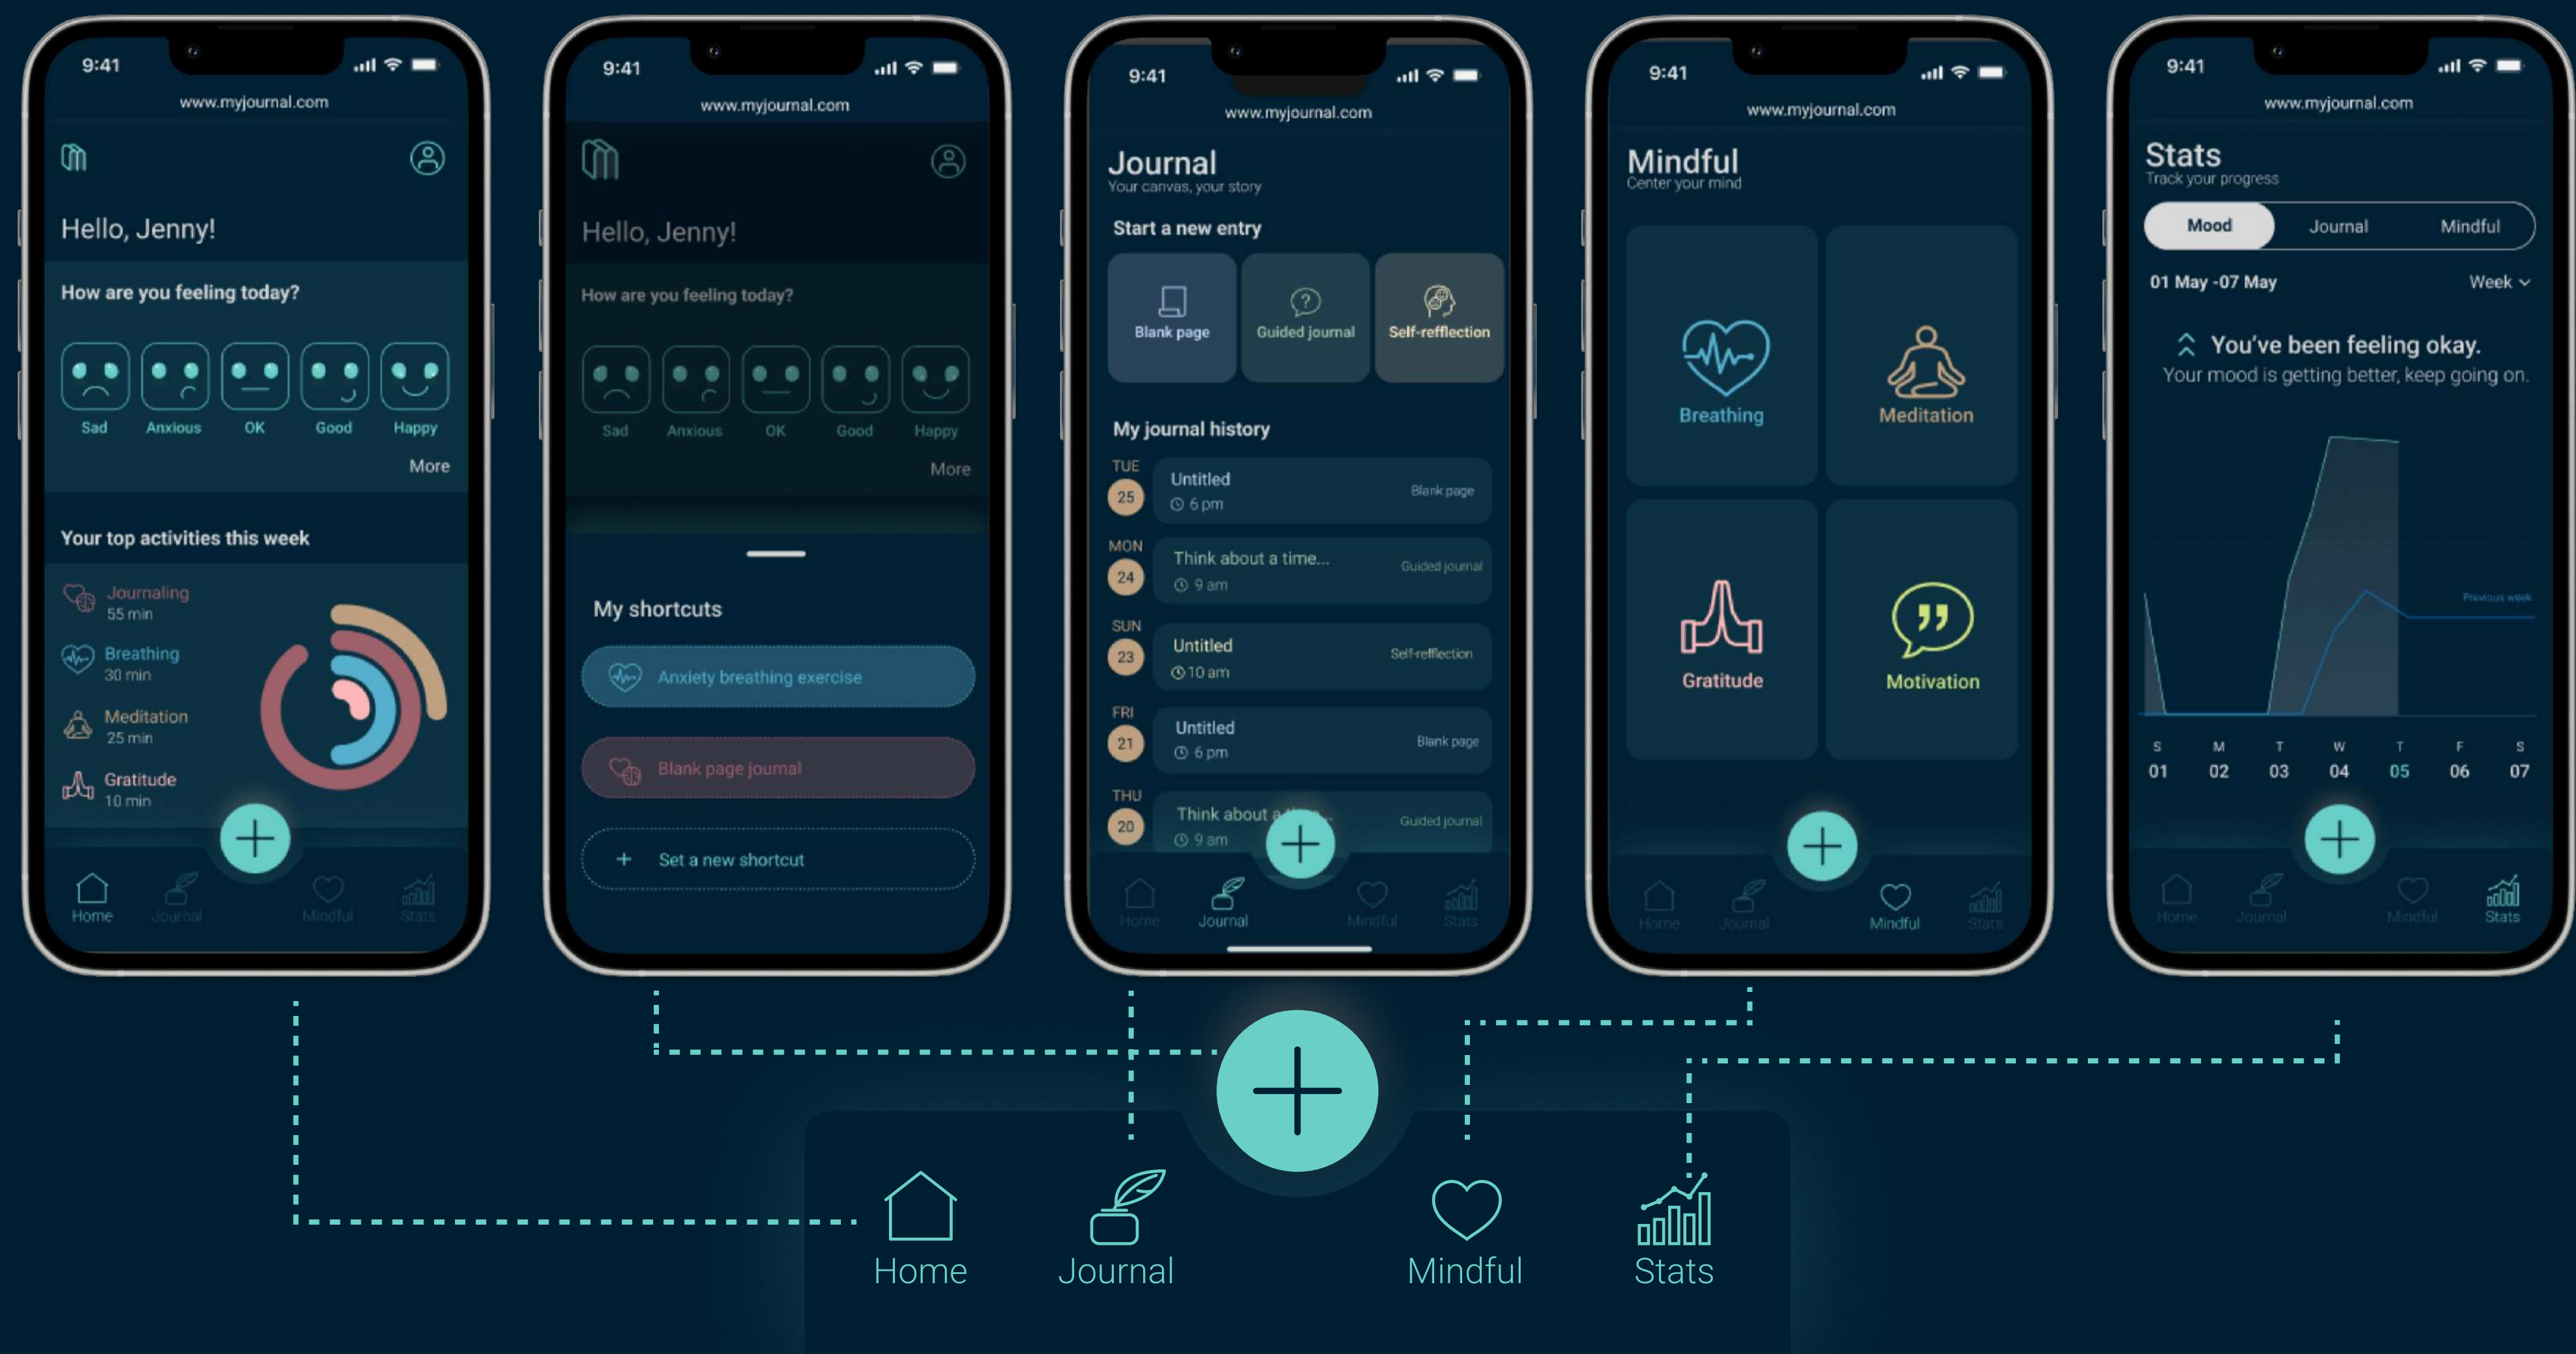 9:41
www.myjournal.com
Hello, Jenny!
How are you feeling today?
Sad Anxious OK Good Happy
More
Your top activities this week
Journaling
55 min
Breathing
30 min
Meditation
25 min
Gratitude
10 min
Home Journal Mindful Stats
9:41
www.myjournal.com
Hello, Jenny!
How are you feeling today?
Sad Anxious OK Good Happy
More
My shortcuts
Anxiety breathing exercise
Blank page journal
+ Set a new shortcut
9:41
www.myjournal.com
Journal
Your canvas, your story
Start a new entry
Blank page Guided journal Self-refflection
My journal history
TUE
25
Untitled
6 pm
Blank page
MON
24
Think about a time...
9 am
Guided journal
SUN
23
Untitled
10 am
Self-refflection
FRI
21
Untitled
6 pm
Blank page
THU
20
Think about a
9 am
Guided journal
Home Journal Mindful Stats
9:41
www.myjournal.com
Mindful
Center your mind
Breathing Meditation
Gratitude Motivation
Home Journal Mindful Stats
9:41
www.myjournal.com
Stats
Track your progress
Mood Journal Mindful
01 May -07 May Week
You've been feeling okay.
Your mood is getting better, keep going on.
Previous week
S M T W T F S
01 02 03 04 05 06 07
Home Journal Mindful Stats
Home Journal Mindful Stats